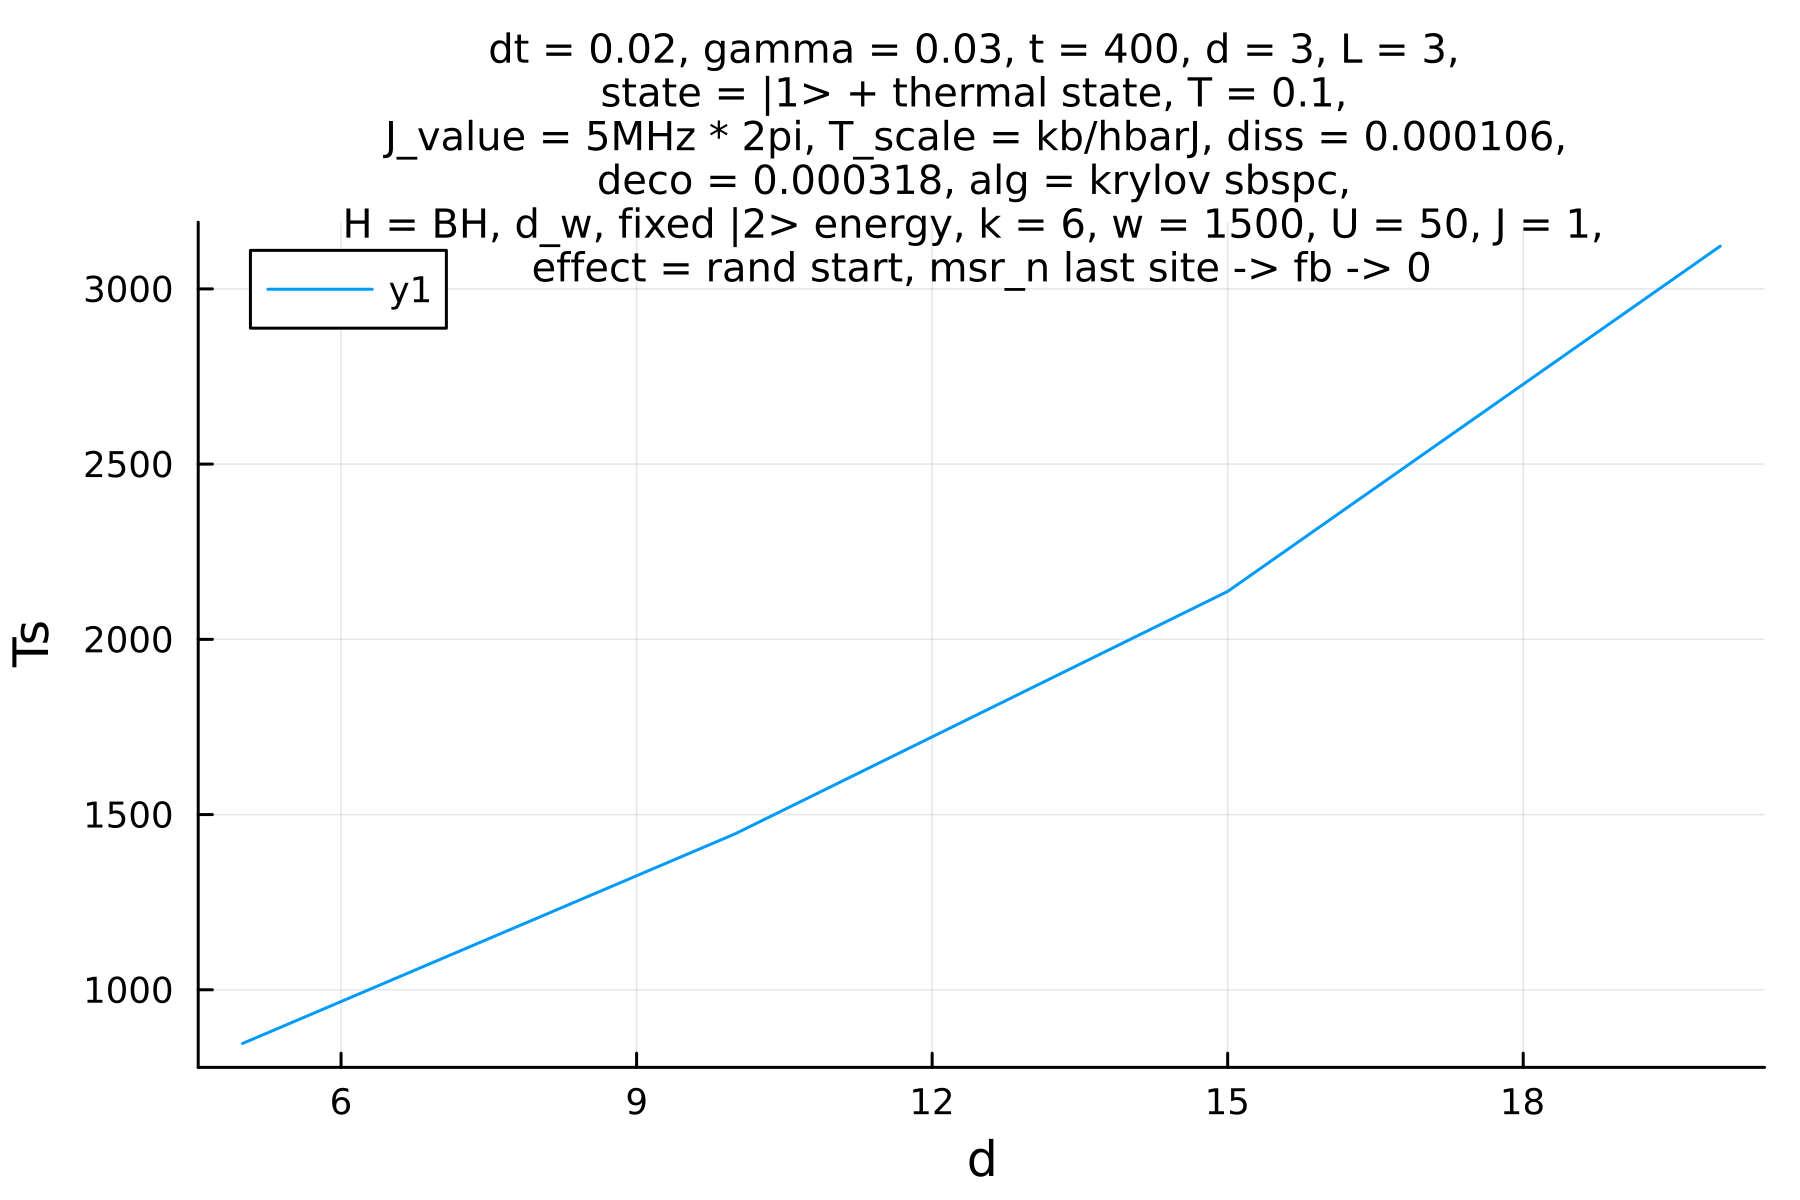 dt = 0.02, gamma = 0.03, t = 400, d = 3, L = 3,
state = |1> + thermal state, T = 0.1,
J_value = 5MHz * 2pi, T_scale = kb/hbarJ, diss = 0.000106,
deco = 0.000318, alg = krylov sbspc,
H = BH, d_w, fixed |2> energy, k = 6, w = 1500, U = 50, J = 1,
effect = rand start, msr_n last site -> fb -> 0
y1
3000
2500
2000
1500
1000
Ts
6 9 12 15 18
d